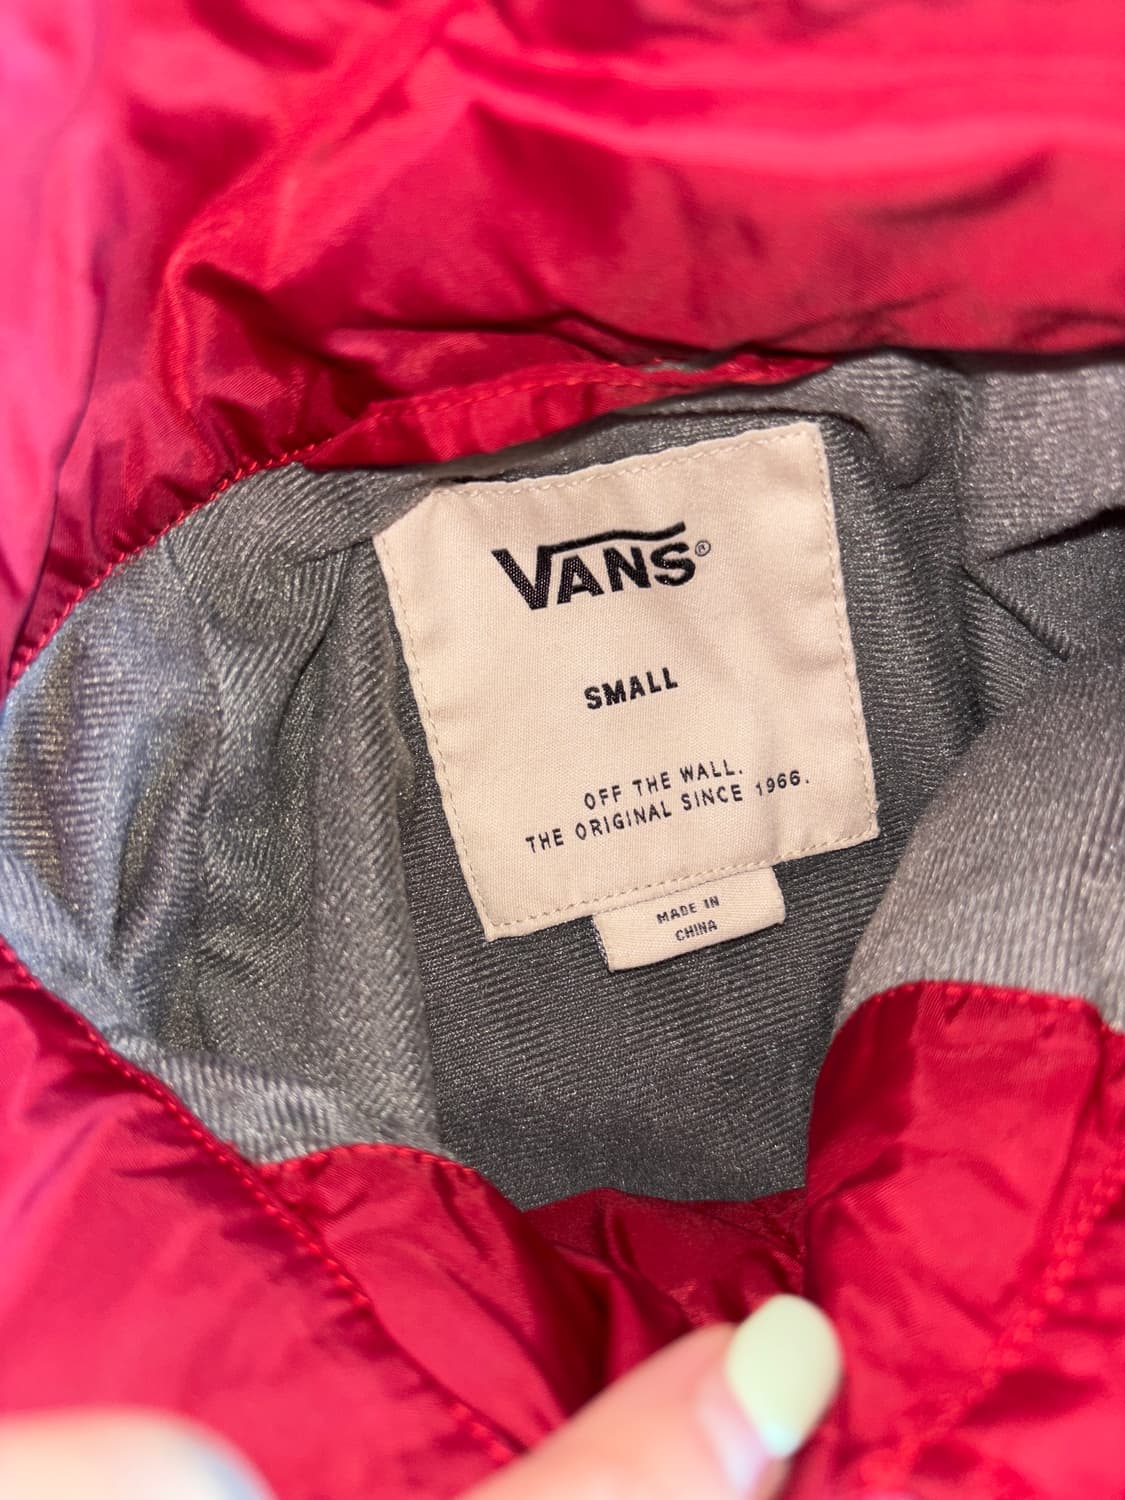 VANS®
SMALL
OFF THE WALL.
THE ORIGINAL SINCE 1966.
MADE IN
CHINA